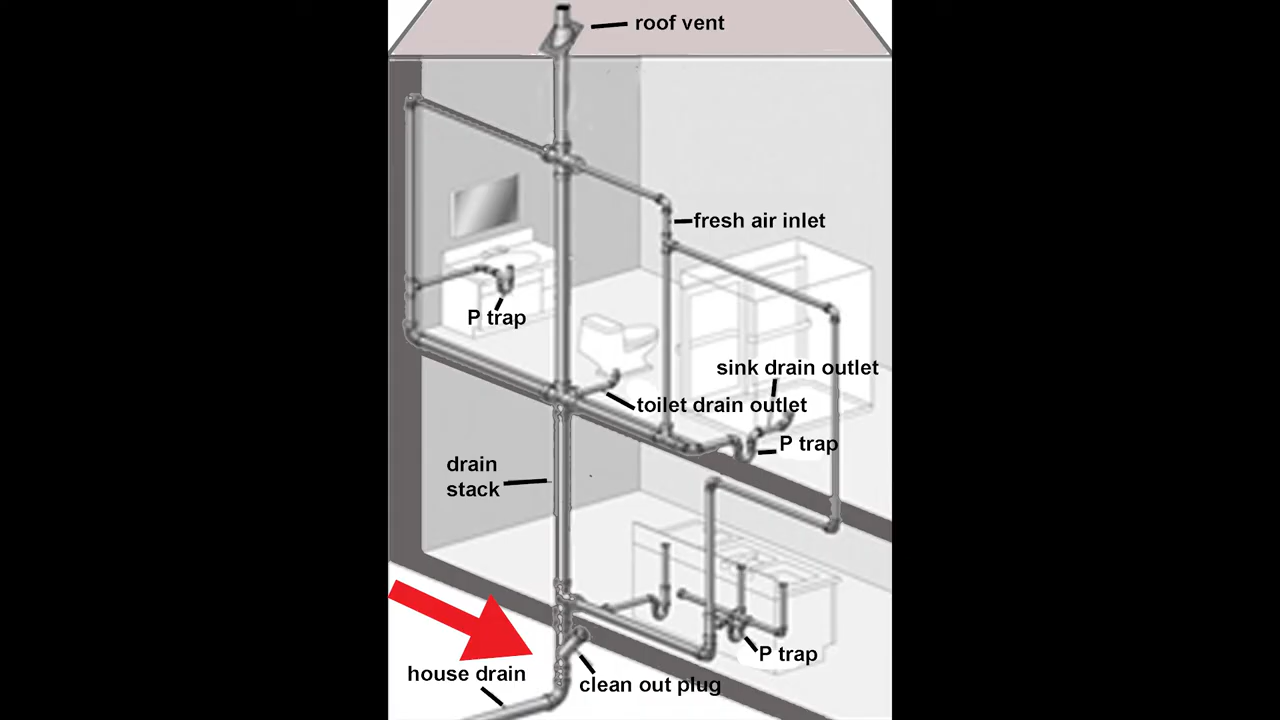 roof vent
fresh air inlet
P trap
sink drain outlet
toilet drain outlet
P trap
drain
stack
P trap
house drain
clean out plug